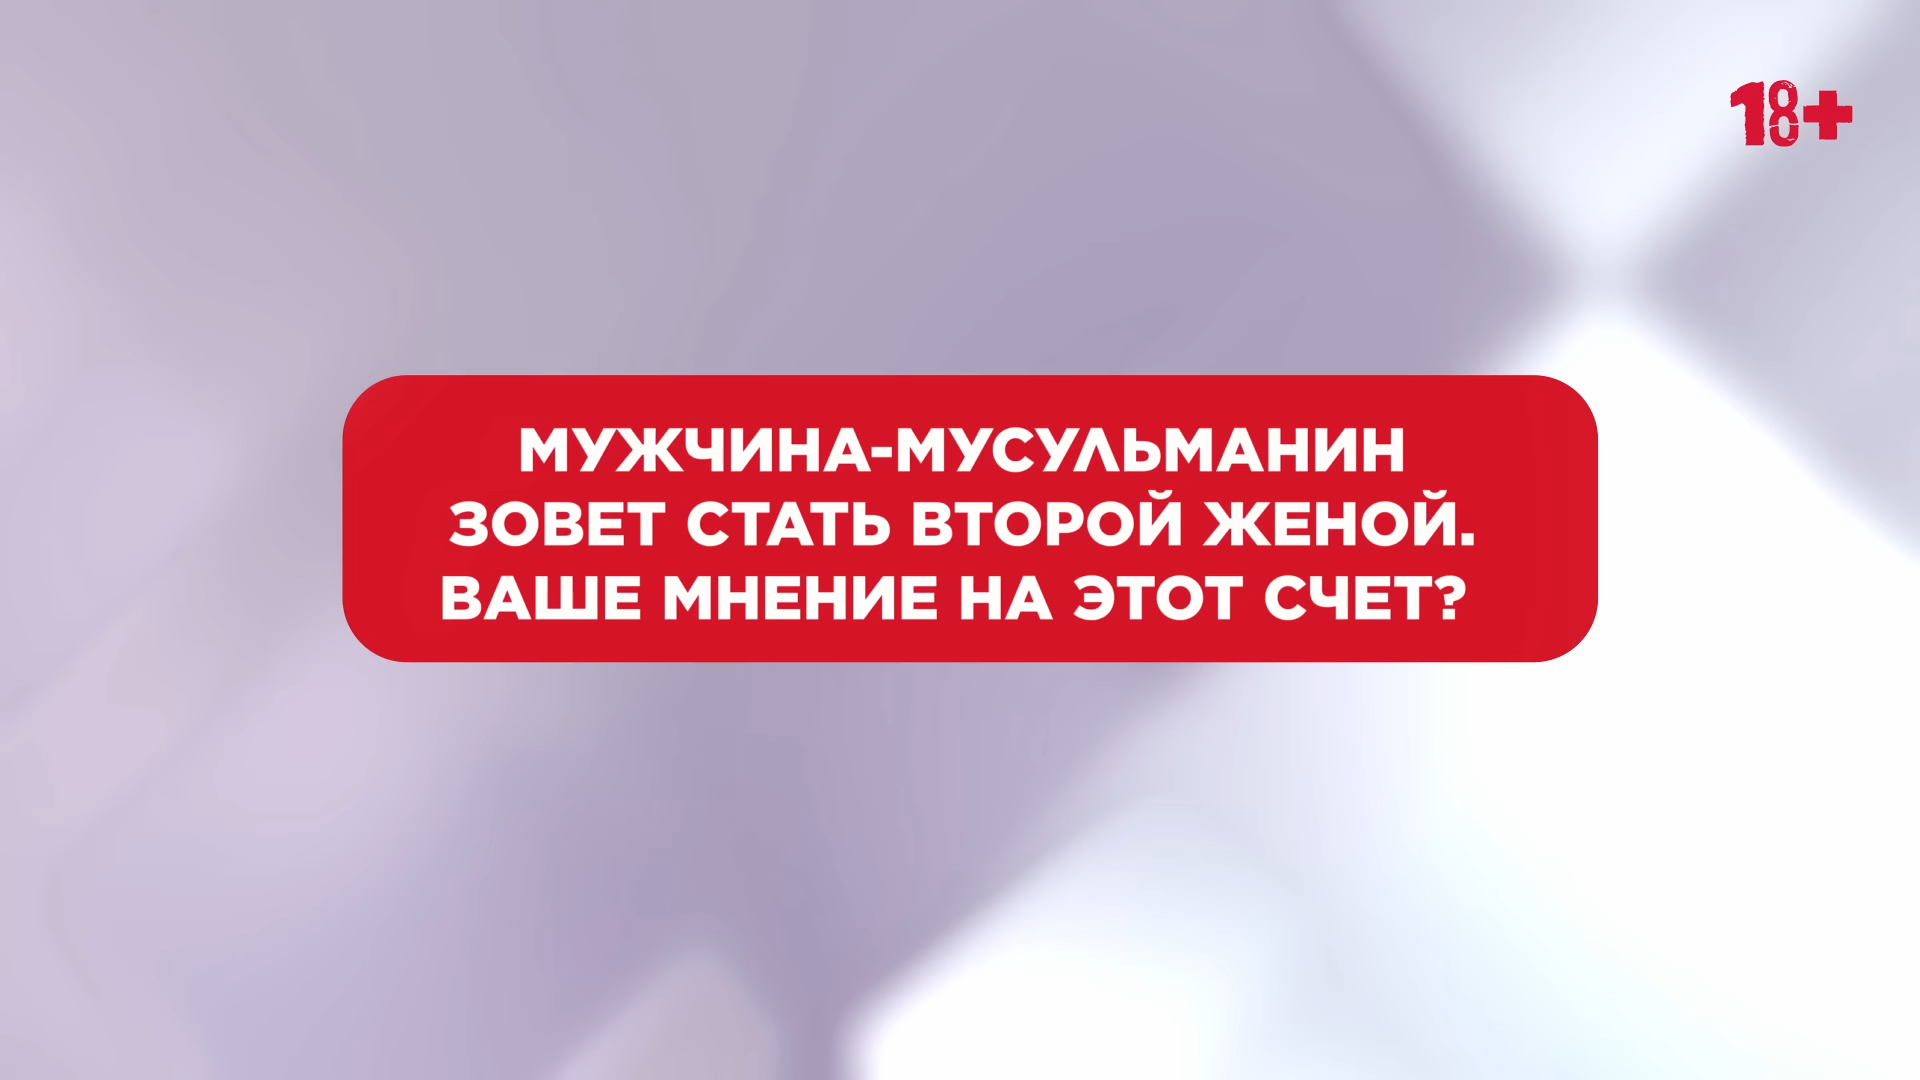 18+
МУЖЧИНА-МУСУЛЬМАНИН
ЗОВЕТ СТАТЬ ВТОРОЙ ЖЕНОЙ.
ВАШЕ МНЕНИЕ НА ЭТОТ СЧЕТ?